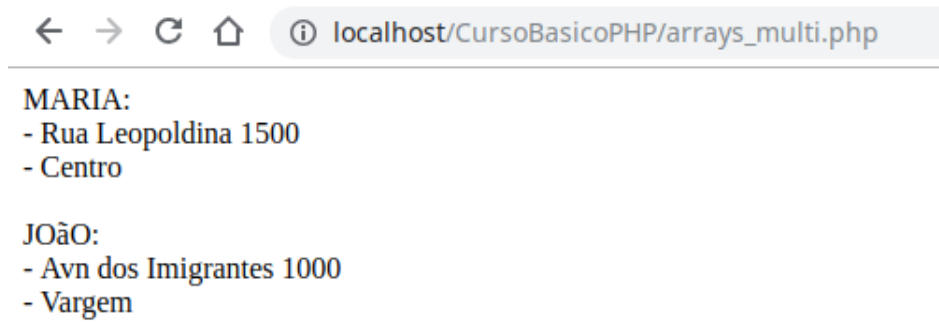 localhost/CursoBasicoPHP/arrays_multi.php
MARIA:
- Rua Leopoldina 1500
- Centro
JOãO:
- Avn dos Imigrantes 1000
- Vargem